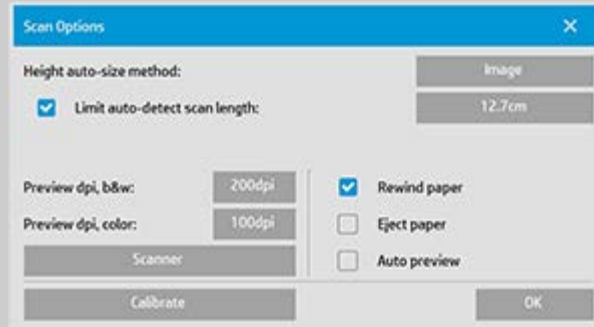 Scan Options
Height auto-size method: Image
Limit auto-detect scan length: 12.7cm
Preview dpi, b&w: 200dpi
Rewind paper
Preview dpi, color: 100dpi
Eject paper
Scanner
Auto preview
Calibrate
OK